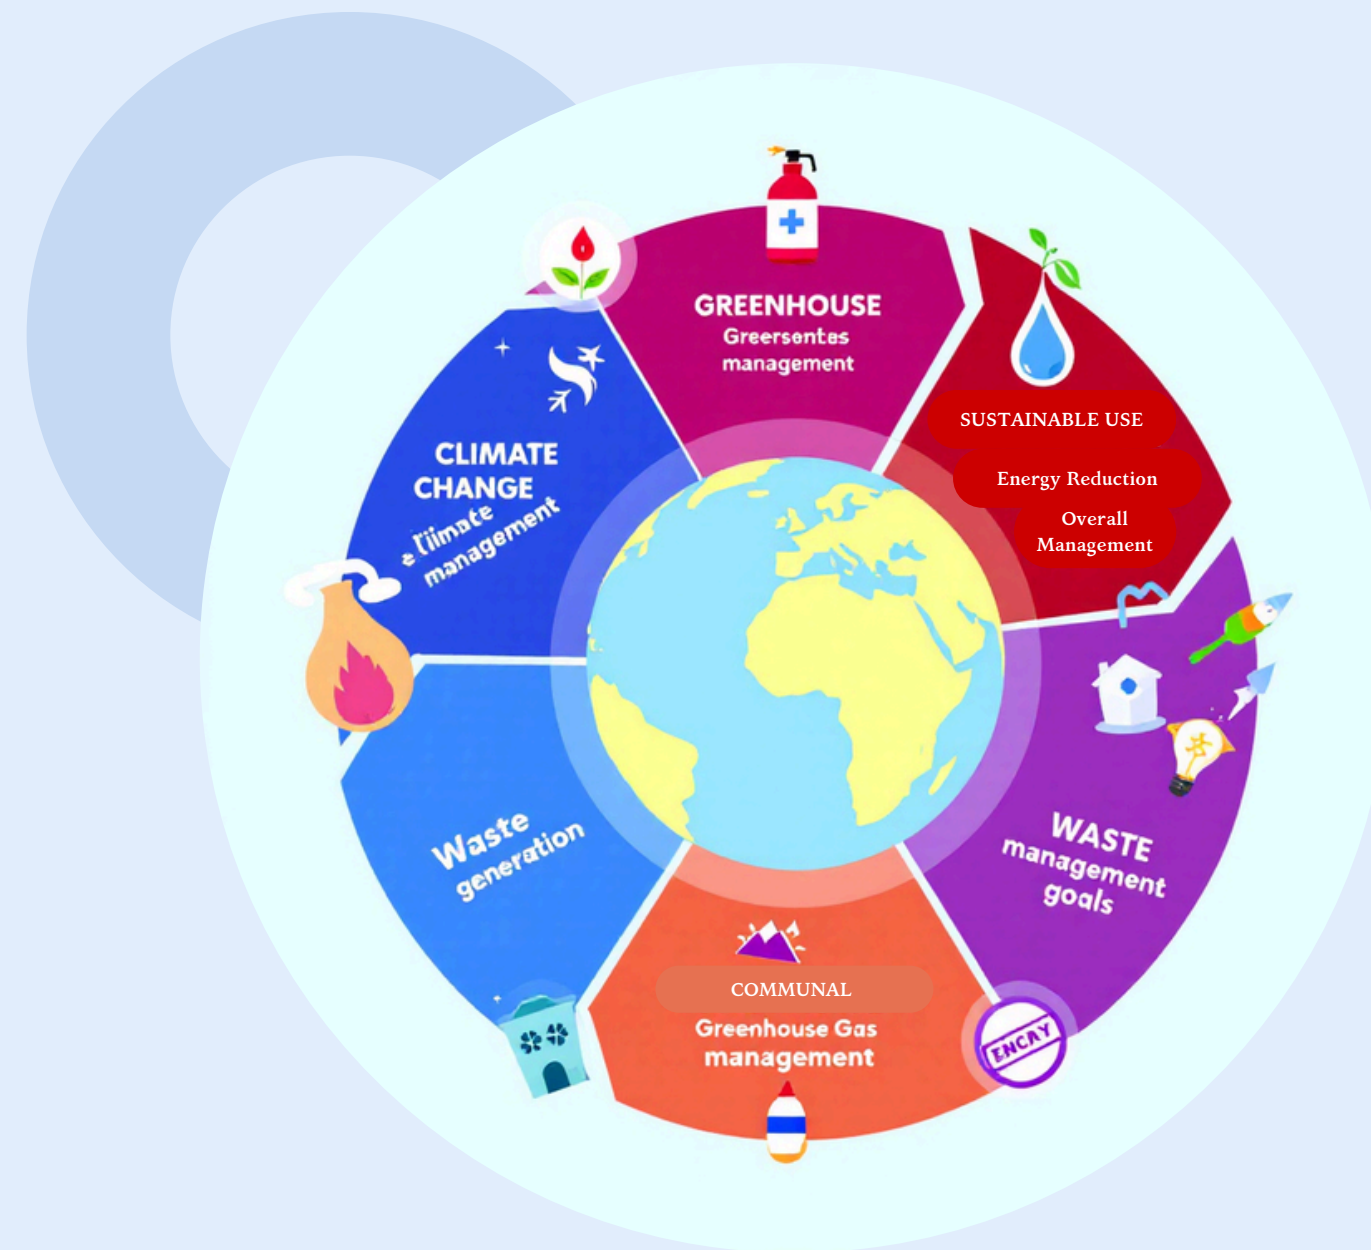 GREENHOUSE
Greersentes
management
SUSTAINABLE USE
Energy Reduction
Overall
Management
WASTE
management
goals
ENCRY
COMMUNAL
Greenhouse Gas
management
Waste
generation
CLIMATE
CHANGE
management